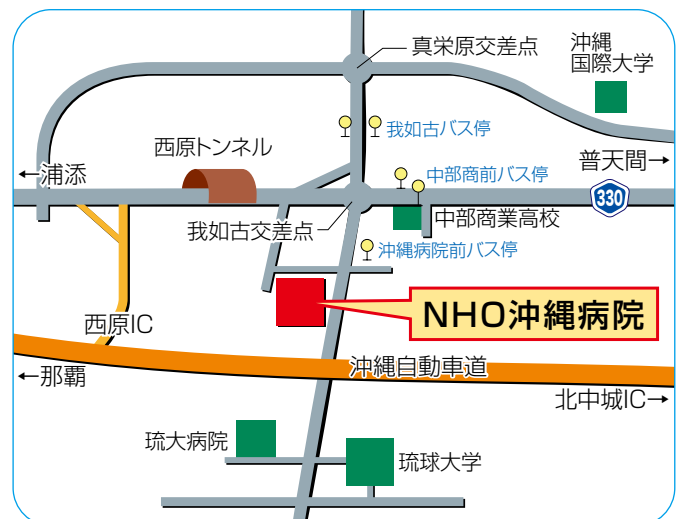 真栄原交差点
沖縄
国際大学
我如古バス停
西原トンネル
普天間→
←浦添
中部商前バス停
330
中部商業高校
我如古交差点
沖縄病院前バス停
NHO沖縄病院
西原IC
沖縄自動車道
←那覇
北中城IC→
琉大病院
琉球大学